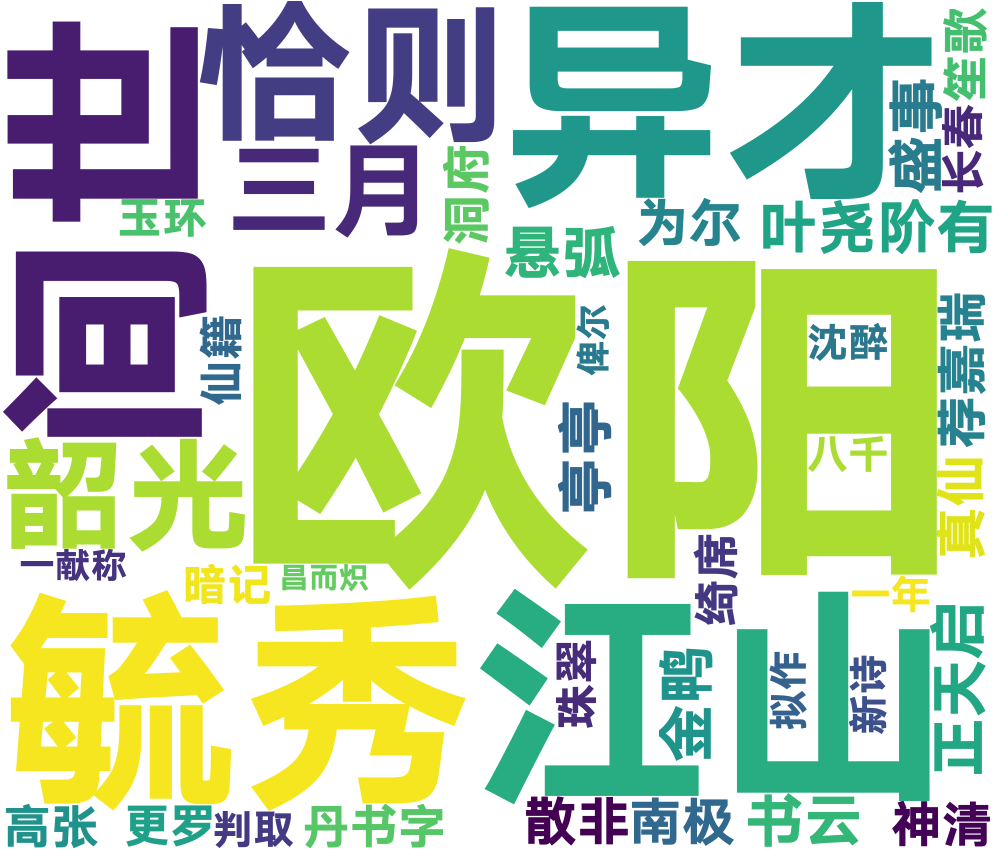 间世
恰则
异才
笙歌
盛事
长春
三月
洞府
玉环
为尔
叶尧阶有
悬弧
欧阳
仙籍
俾尔
沈醉
荐嘉瑞
亭亭
八千
韶光
真仙
一献称
暗记
昌而炽
绮席
一年
毓秀
江山
珠翠
金鸭
拟作
新诗
正天启
高张
更罗
判取
丹书字
散非
南极
书云
神清